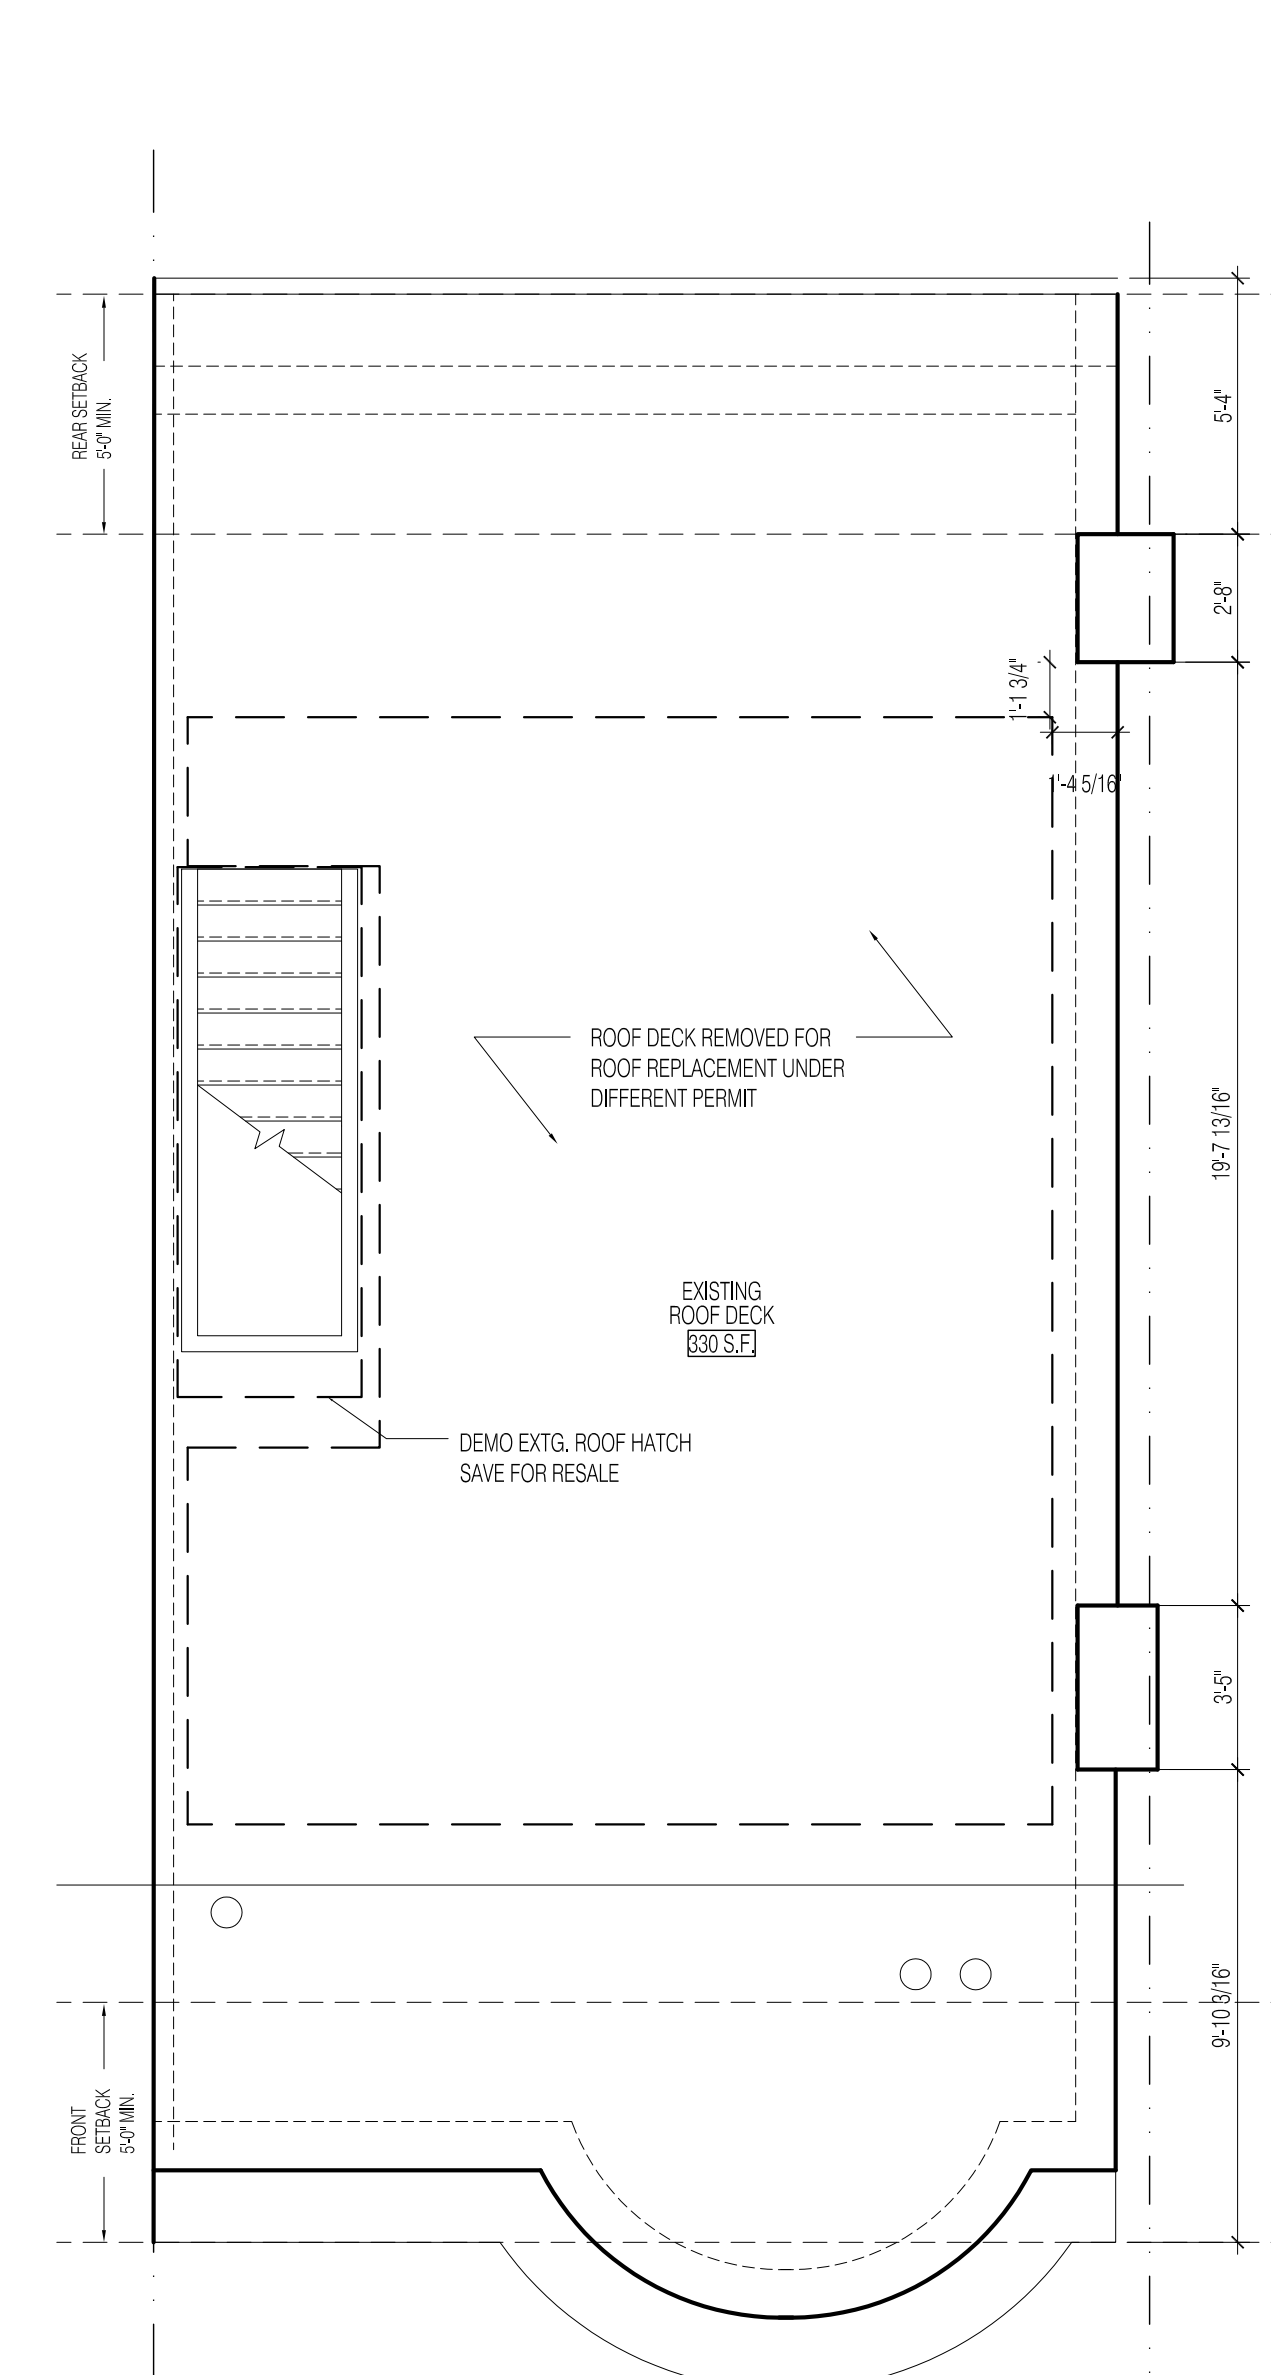 REAR SETBACK
5'-0" MIN.
5'-4"
2'-8"
1'-1 3/4"
1'-4 5/16"
ROOF DECK REMOVED FOR
ROOF REPLACEMENT UNDER
DIFFERENT PERMIT
19'-7 13/16"
EXISTING
ROOF DECK
330 S.F.
DEMO EXTG. ROOF HATCH
SAVE FOR RESALE
3'-5"
9'-10 3/16"
FRONT
SETBACK
5'-0" MIN.